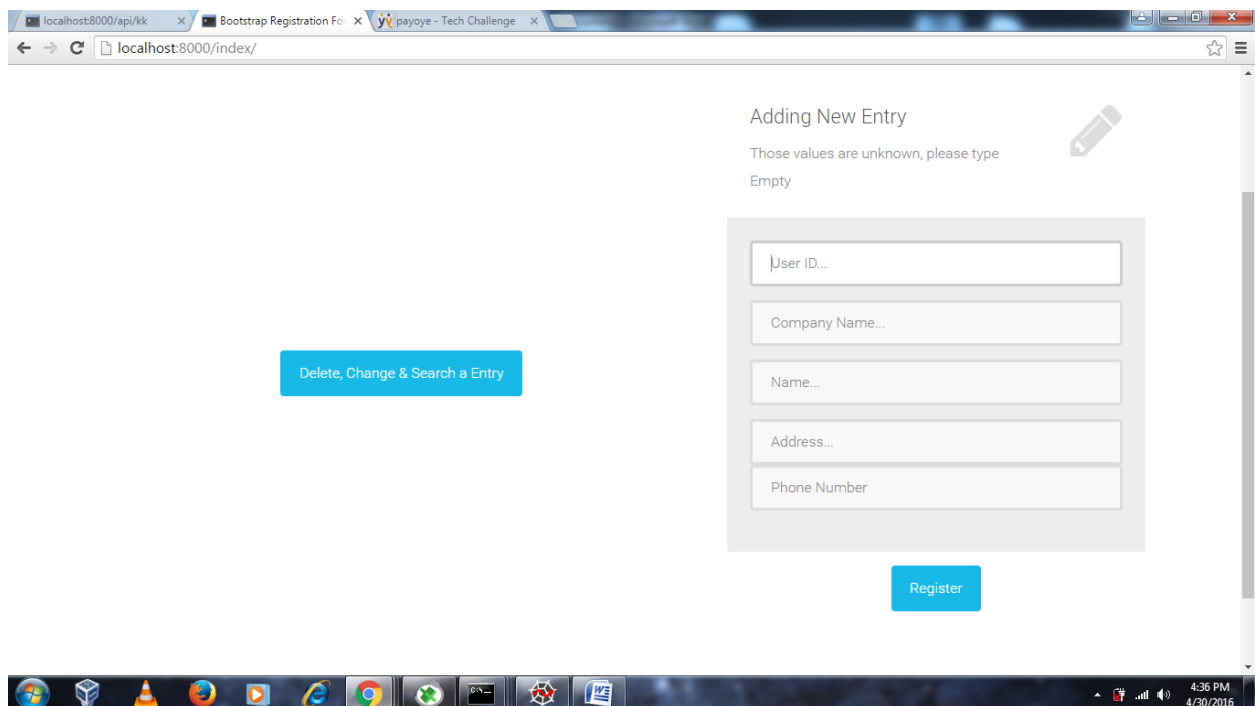 localhost:8000/api/kk
Bootstrap Registration For
payoye - Tech Challenge
localhost:8000/index/
Adding New Entry
Those values are unknown, please type
Empty
User ID...
Company Name...
Name...
Address...
Phone Number
Delete, Change & Search a Entry
Register
4:36 PM
4/30/2016